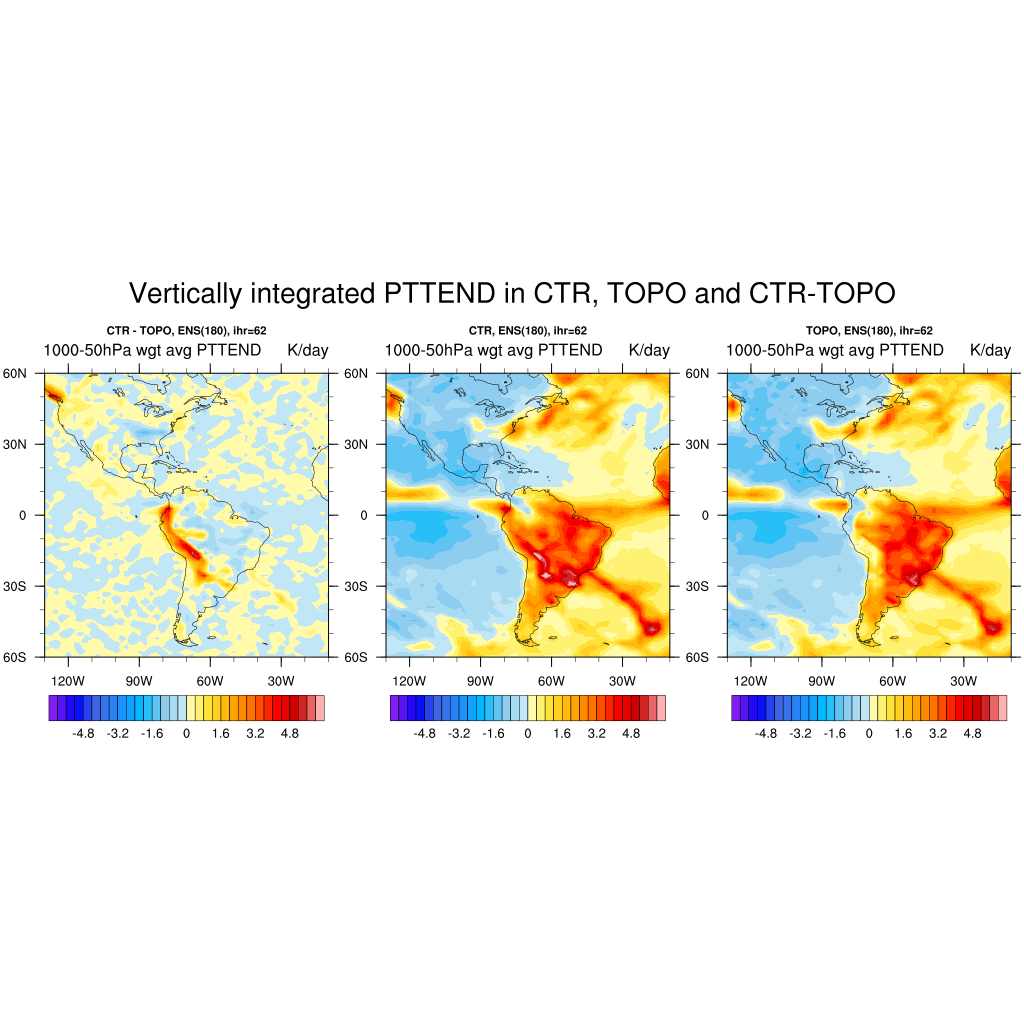 Vertically integrated PTTEND in CTR, TOPO and CTR-TOPO
CTR - TOPO, ENS(180), ihr=62
1000-50hPa wgt avg PTTEND K/day
60N
30N
0
30S
60S
120W 90W 60W 30W
-4.8 -3.2 -1.6 0 1.6 3.2 4.8
CTR, ENS(180), ihr=62
1000-50hPa wgt avg PTTEND K/day
60N
30N
0
30S
60S
120W 90W 60W 30W
-4.8 -3.2 -1.6 0 1.6 3.2 4.8
TOPO, ENS(180), ihr=62
1000-50hPa wgt avg PTTEND K/day
60N
30N
0
30S
60S
120W 90W 60W 30W
-4.8 -3.2 -1.6 0 1.6 3.2 4.8